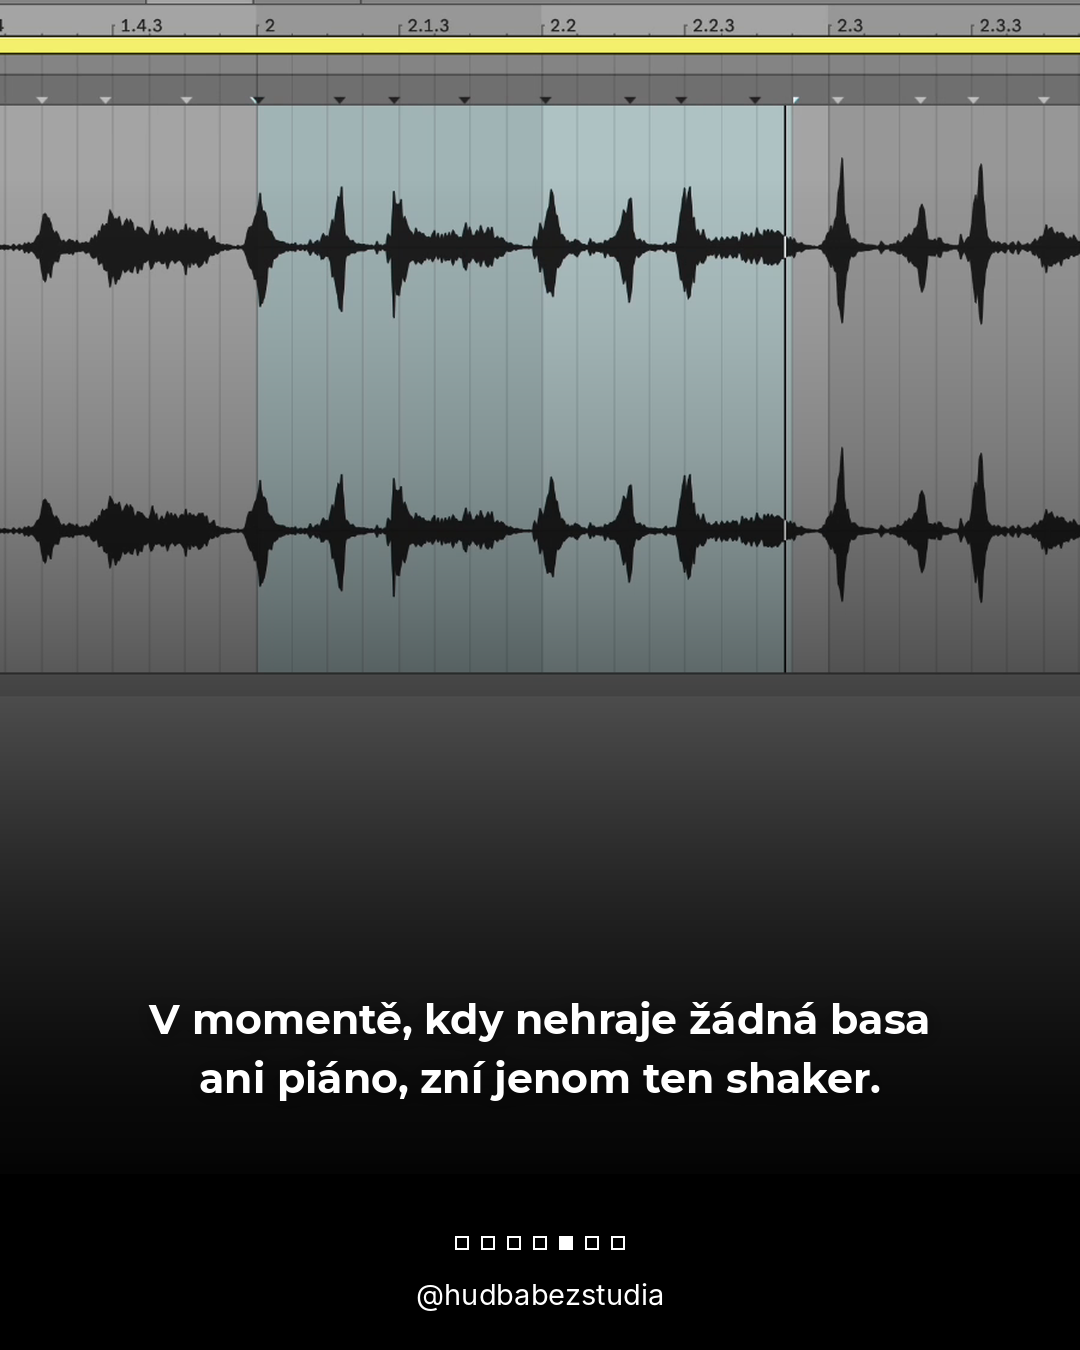 1.4.3 2 2.1.3 2.2 2.2.3 2.3 2.3.3
V momentě, kdy nehraje žádná basa
ani piáno, zní jenom ten shaker.
@hudbabezstudia